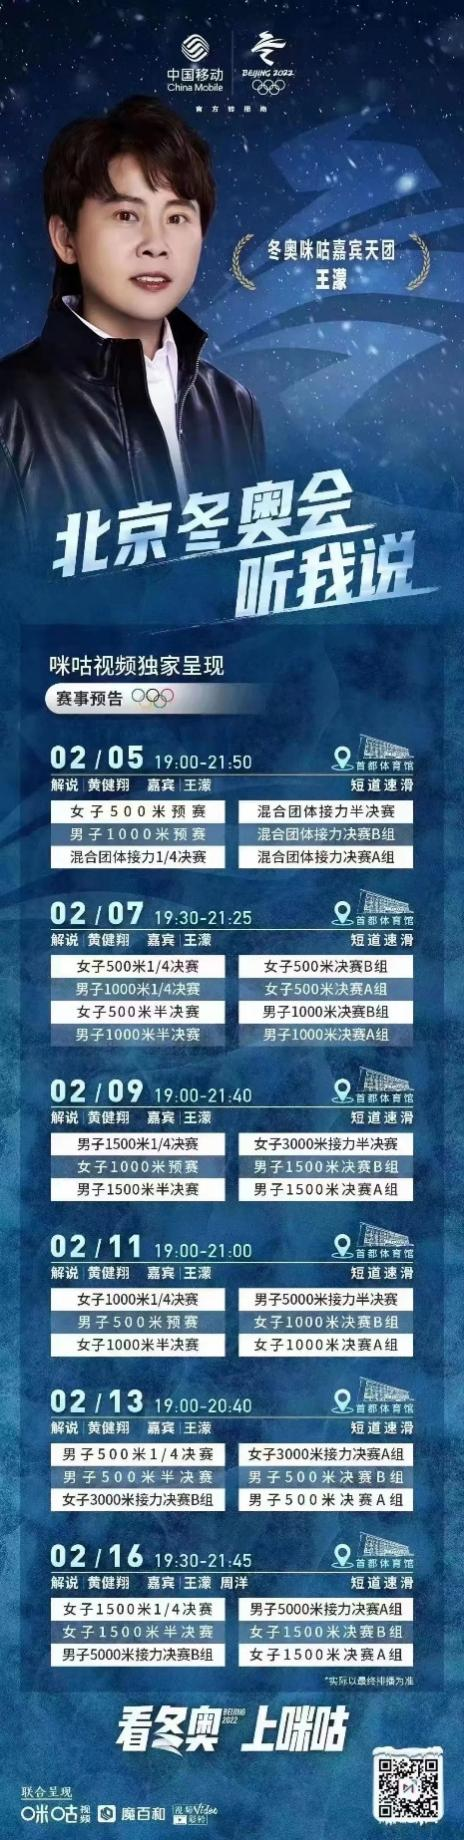 中国移动
China Mobile
BEIJING 2022
官方合作伙伴
冬奥咪咕嘉宾天团
王濛
北京冬奥会
听我说
咪咕视频独家呈现
赛事预告
02/05 19:00-21:50 首都体育馆
解说 | 黄健翔 嘉宾 | 王濛 短道速滑
女子500米预赛 混合团体接力半决赛
男子1000米预赛 混合团体接力决赛B组
混合团体接力1/4决赛 混合团体接力决赛A组
02/07 19:30-21:25 首都体育馆
解说 | 黄健翔 嘉宾 | 王濛 短道速滑
女子500米1/4决赛 女子500米决赛B组
男子1000米1/4决赛 女子500米决赛A组
女子500米半决赛 男子1000米决赛B组
男子1000米半决赛 男子1000米决赛A组
02/09 19:00-21:40 首都体育馆
解说 | 黄健翔 嘉宾 | 王濛 短道速滑
男子1500米1/4决赛 女子3000米接力半决赛
女子1000米预赛 男子1500米决赛B组
男子1500米半决赛 男子1500米决赛A组
02/11 19:00-21:00 首都体育馆
解说 | 黄健翔 嘉宾 | 王濛 短道速滑
女子1000米1/4决赛 男子5000米接力半决赛
男子500米预赛 女子1000米决赛B组
女子1000米半决赛 女子1000米决赛A组
02/13 19:00-20:40 首都体育馆
解说 | 黄健翔 嘉宾 | 王濛 短道速滑
男子500米1/4决赛 女子3000米接力决赛A组
男子500米半决赛 男子500米决赛B组
女子3000米接力决赛B组 男子500米决赛A组
02/16 19:30-21:45 首都体育馆
解说 | 黄健翔 嘉宾 | 王濛 周洋 短道速滑
女子1500米1/4决赛 男子5000米接力决赛A组
女子1500米半决赛 女子1500米决赛B组
男子5000米接力决赛B组 女子1500米决赛A组
*实际以最终排播为准
看冬奥 BEIJING 2022 上咪咕
联合呈现
咪咕视频 魔百和 视频彩铃 Video